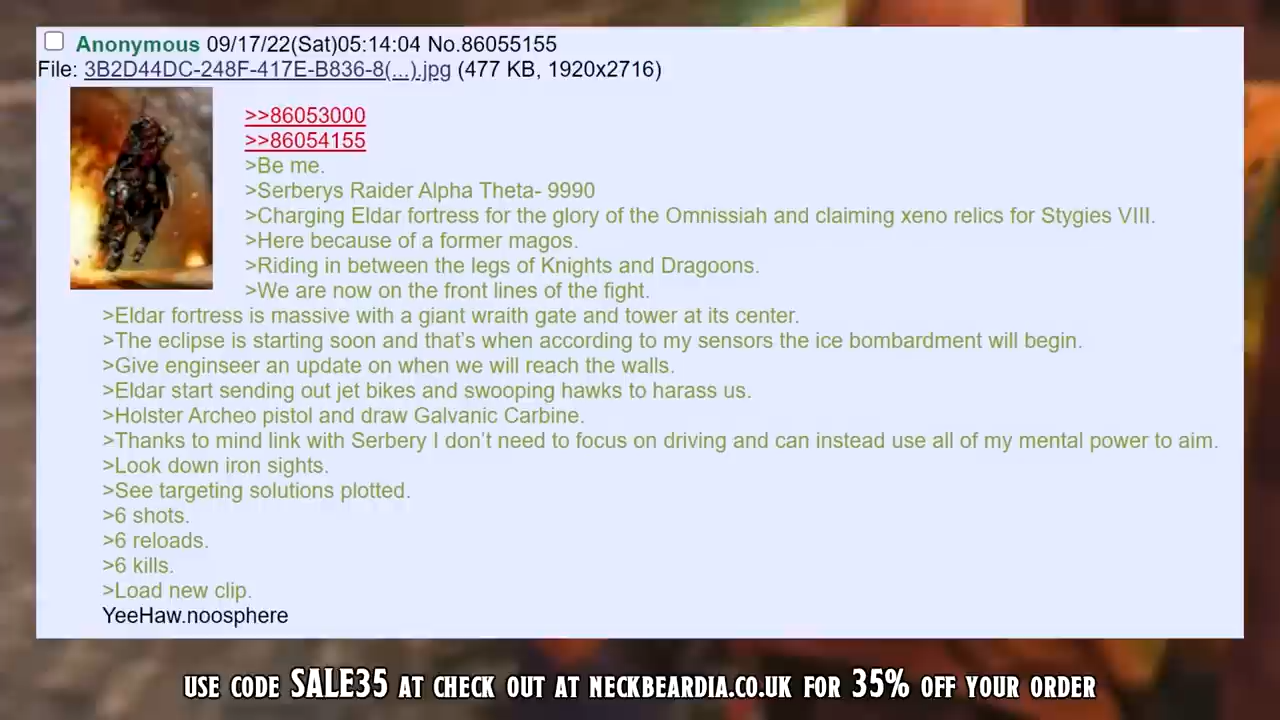 Anonymous 09/17/22(Sat)05:14:04 No.86055155
File: 3B2D44DC-248F-417E-B836-8(...).jpg (477 KB, 1920x2716)
>>86053000
>>86054155
>Be me.
>Serberys Raider Alpha Theta- 9990
>Charging Eldar fortress for the glory of the Omnissiah and claiming xeno relics for Stygies VIII.
>Here because of a former magos.
>Riding in between the legs of Knights and Dragoons.
>We are now on the front lines of the fight.
>Eldar fortress is massive with a giant wraith gate and tower at its center.
>The eclipse is starting soon and that’s when according to my sensors the ice bombardment will begin.
>Give enginseer an update on when we will reach the walls.
>Eldar start sending out jet bikes and swooping hawks to harass us.
>Holster Archeo pistol and draw Galvanic Carbine.
>Thanks to mind link with Serbery I don’t need to focus on driving and can instead use all of my mental power to aim.
>Look down iron sights.
>See targeting solutions plotted.
>6 shots.
>6 reloads.
>6 kills.
>Load new clip.
YeeHaw.noosphere
USE CODE SALE35 AT CHECK OUT AT NECKBEARDIA.CO.UK FOR 35% OFF YOUR ORDER